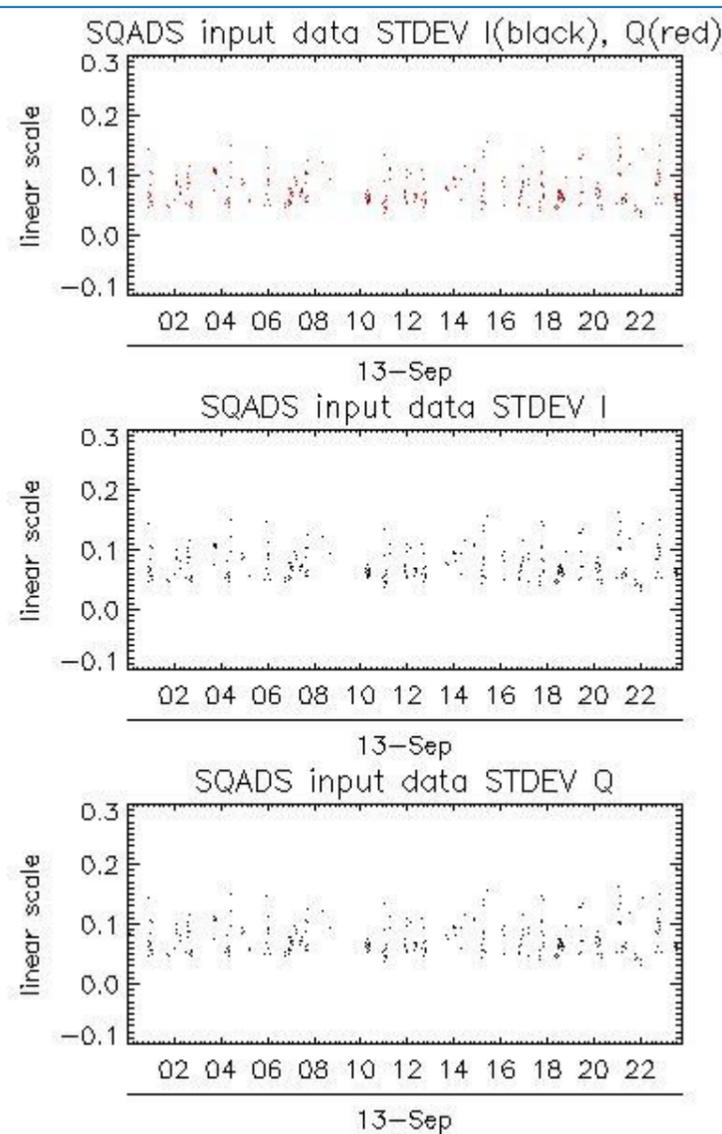 SQADS input data STDEV I(black), Q(red)
0.3
0.2
0.1
0.0
−0.1
linear scale
02 04 06 08 10 12 14 16 18 20 22
13−Sep
SQADS input data STDEV I
0.3
0.2
0.1
0.0
−0.1
linear scale
02 04 06 08 10 12 14 16 18 20 22
13−Sep
SQADS input data STDEV Q
0.3
0.2
0.1
0.0
−0.1
linear scale
02 04 06 08 10 12 14 16 18 20 22
13−Sep